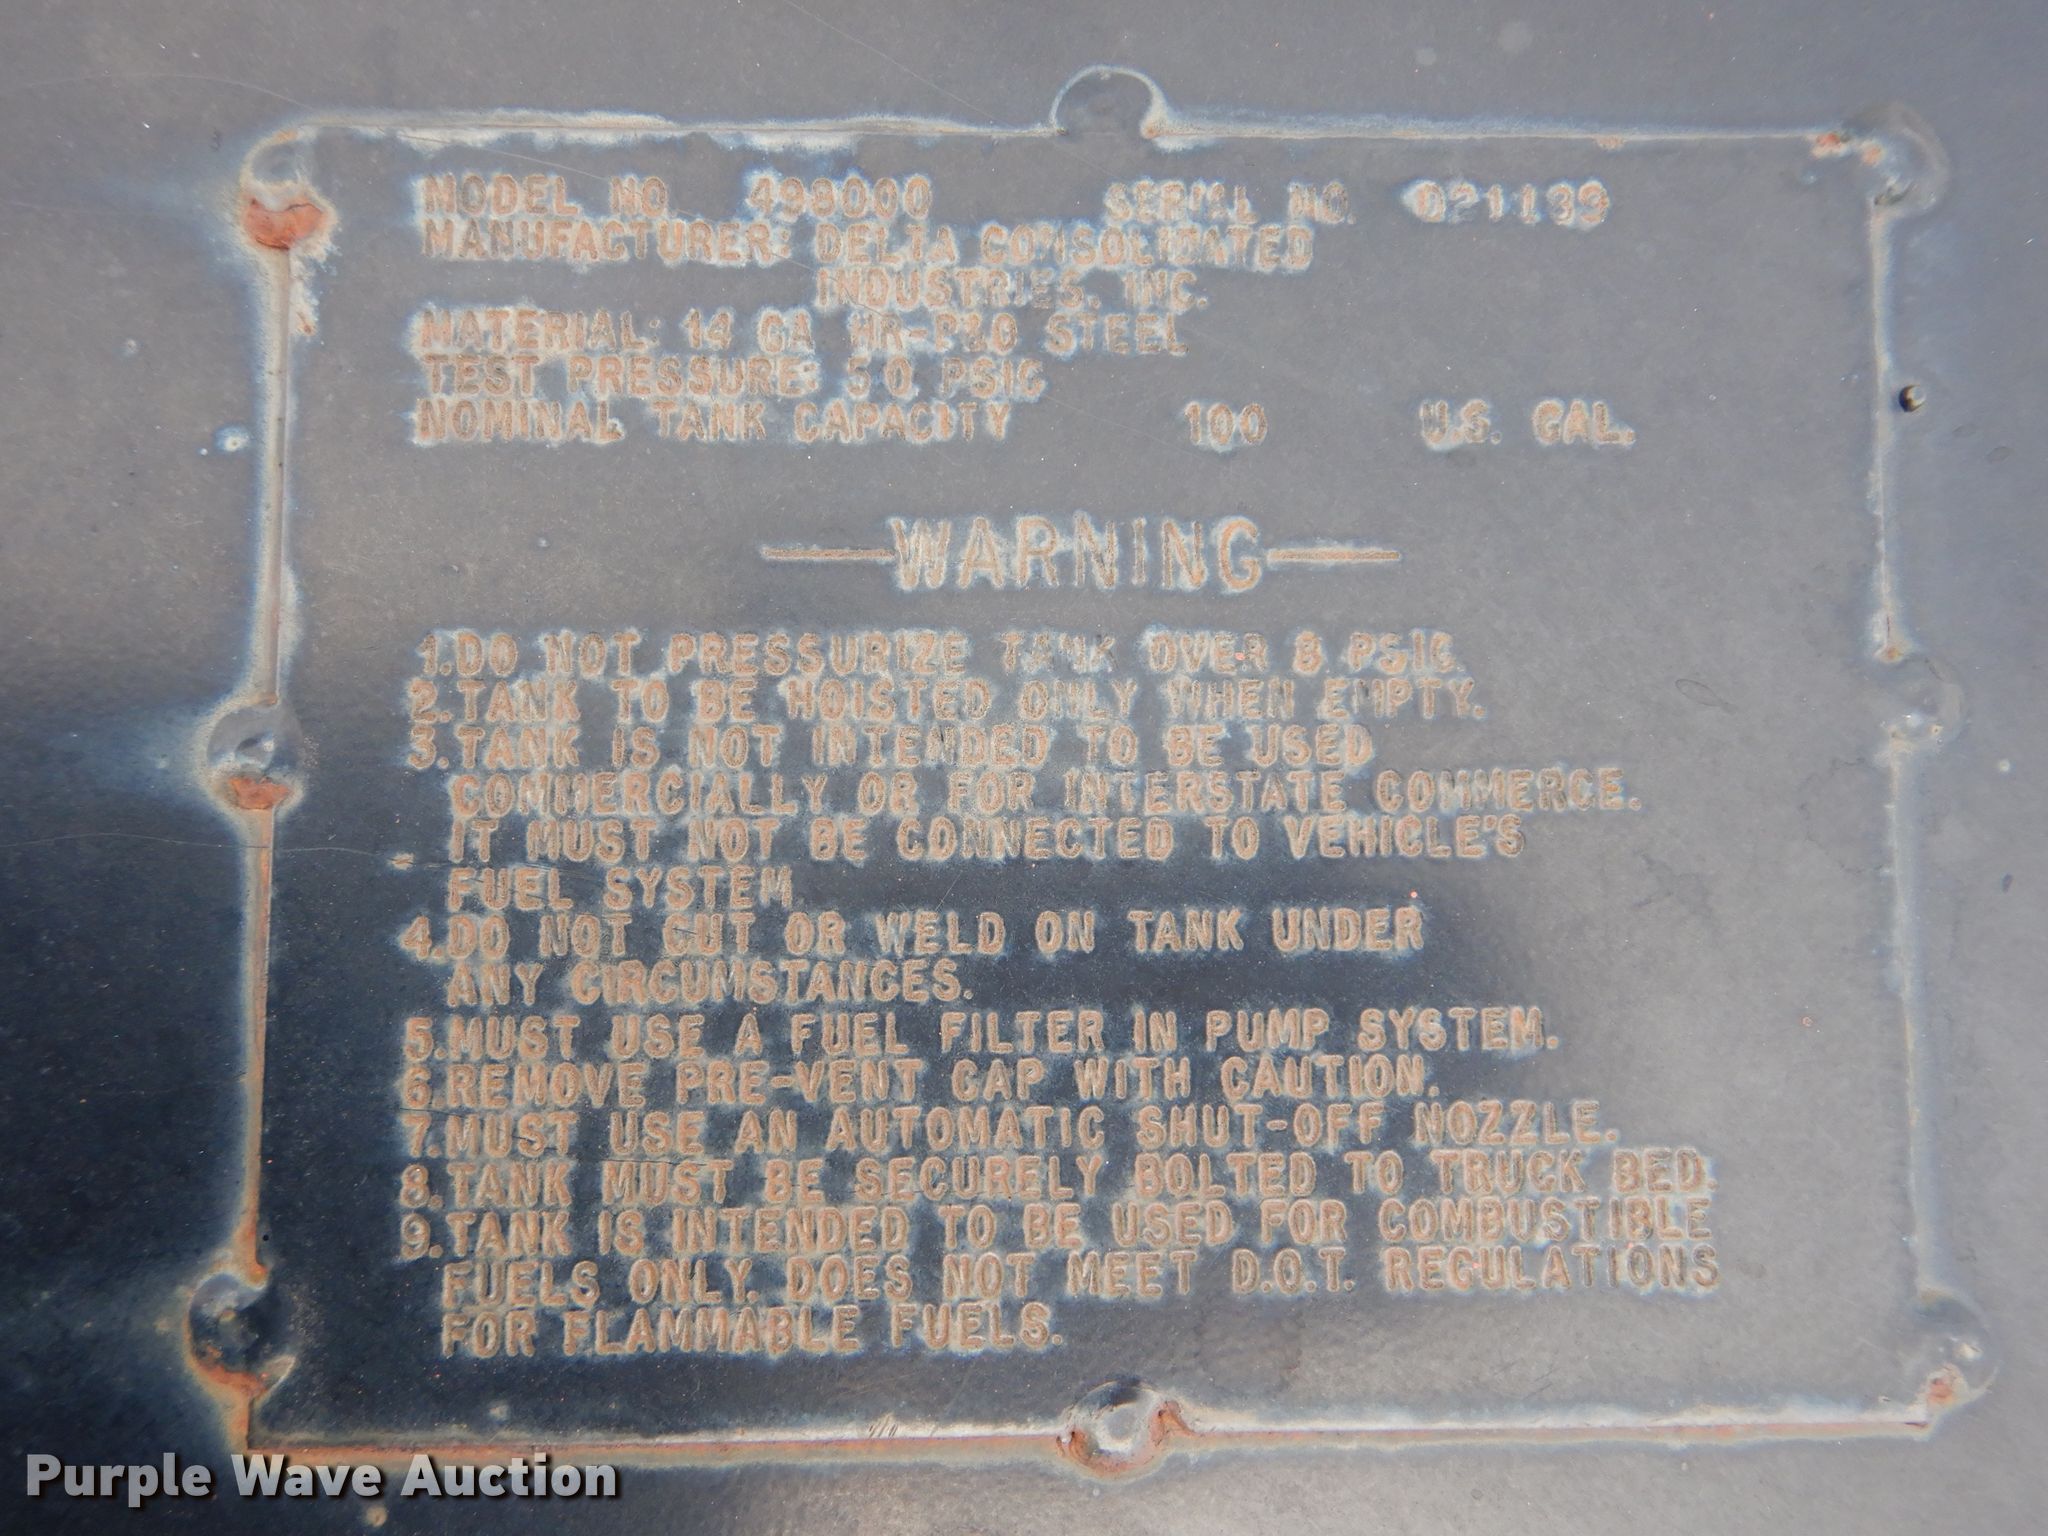 MODEL NO. 498000 SERIAL NO. 021139
MANUFACTURER: DELTA CONSOLIDATED
INDUSTRIES, INC.
MATERIAL: 14 GA HR-P&O STEEL
TEST PRESSURE: 5.0 PSIG
NOMINAL TANK CAPACITY 100 U.S. GAL.
WARNING
1. DO NOT PRESSURIZE TANK OVER 8 PSIG.
2. TANK TO BE HOISTED ONLY WHEN EMPTY.
3. TANK IS NOT INTENDED TO BE USED
COMMERCIALLY OR FOR INTERSTATE COMMERCE.
IT MUST NOT BE CONNECTED TO VEHICLE'S
FUEL SYSTEM.
4. DO NOT CUT OR WELD ON TANK UNDER
ANY CIRCUMSTANCES.
5. MUST USE A FUEL FILTER IN PUMP SYSTEM.
6. REMOVE PRE-VENT CAP WITH CAUTION.
7. MUST USE AN AUTOMATIC SHUT-OFF NOZZLE.
8. TANK MUST BE SECURELY BOLTED TO TRUCK BED.
9. TANK IS INTENDED TO BE USED FOR COMBUSTIBLE
FUELS ONLY. DOES NOT MEET D.O.T. REGULATIONS
FOR FLAMMABLE FUELS.
Purple Wave Auction